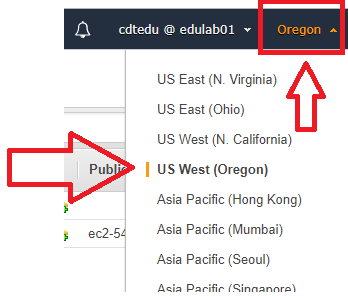 cdtedu @ edulab01 Oregon
US East (N. Virginia)
US East (Ohio)
US West (N. California)
Public US West (Oregon)
Asia Pacific (Hong Kong)
Asia Pacific (Mumbai)
ec2-54
Asia Pacific (Seoul)
Asia Pacific (Singapore)